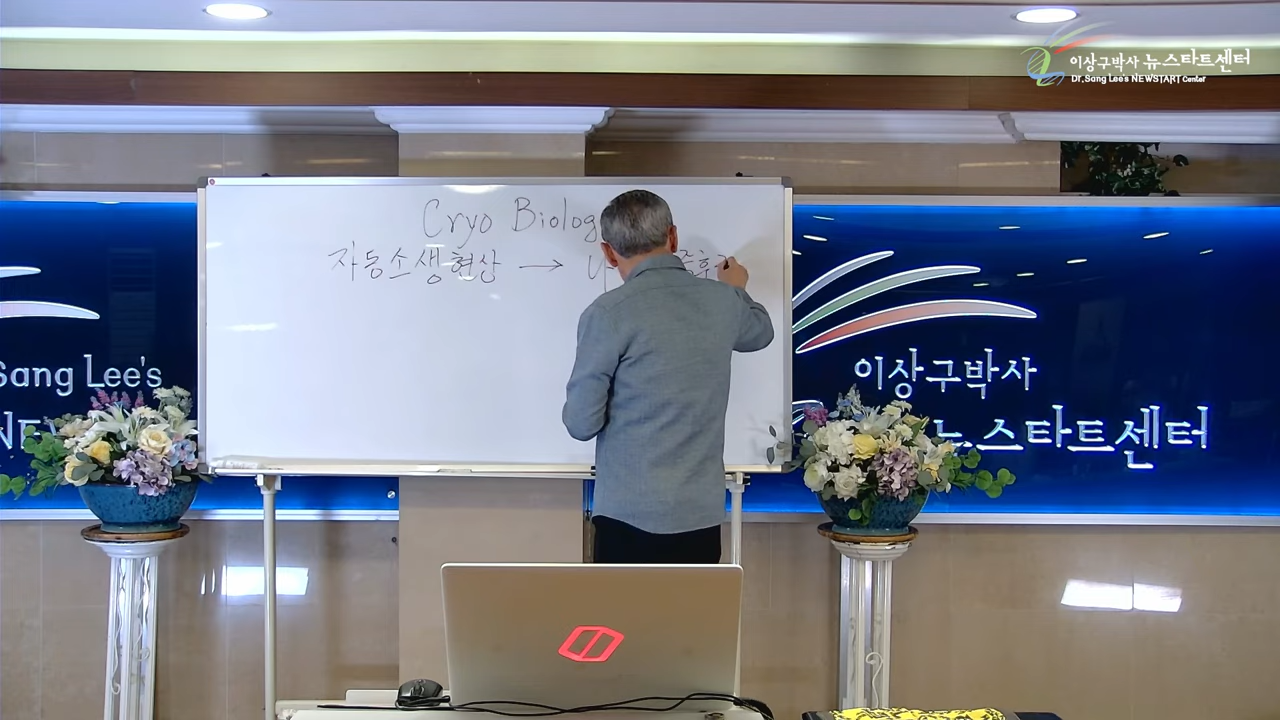 이상구박사 뉴스타트센터
Dr.Sang Lee's NEWSTART Center
Cryo Biolog
자동소생현상 →
Sang Lee's
이상구박사
뉴스타트센터